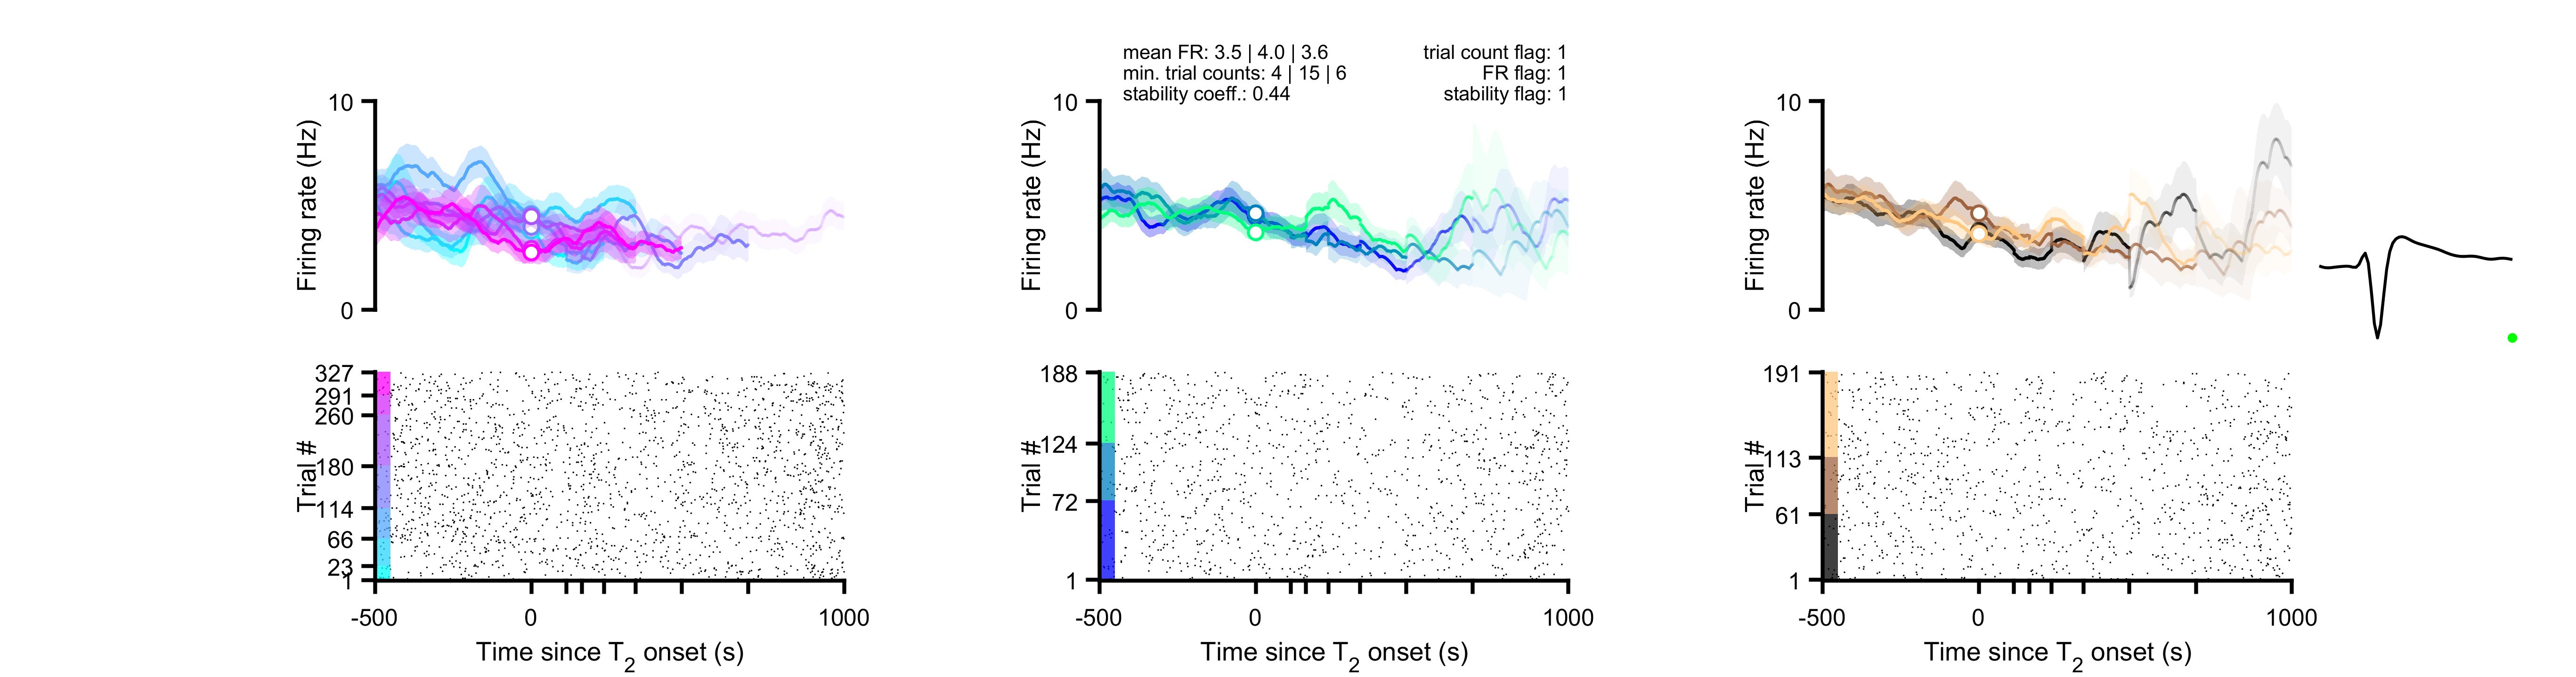 mean FR: 3.5 | 4.0 | 3.6
min. trial counts: 4 | 15 | 6
stability coeff.: 0.44
trial count flag: 1
FR flag: 1
stability flag: 1
10
Firing rate (Hz)
0
327
291
260
180
114
66
23
1
Trial #
-500
0
1000
Time since T2 onset (s)
10
Firing rate (Hz)
0
188
124
72
1
Trial #
-500
0
1000
Time since T2 onset (s)
10
Firing rate (Hz)
0
191
113
61
1
Trial #
-500
0
1000
Time since T2 onset (s)